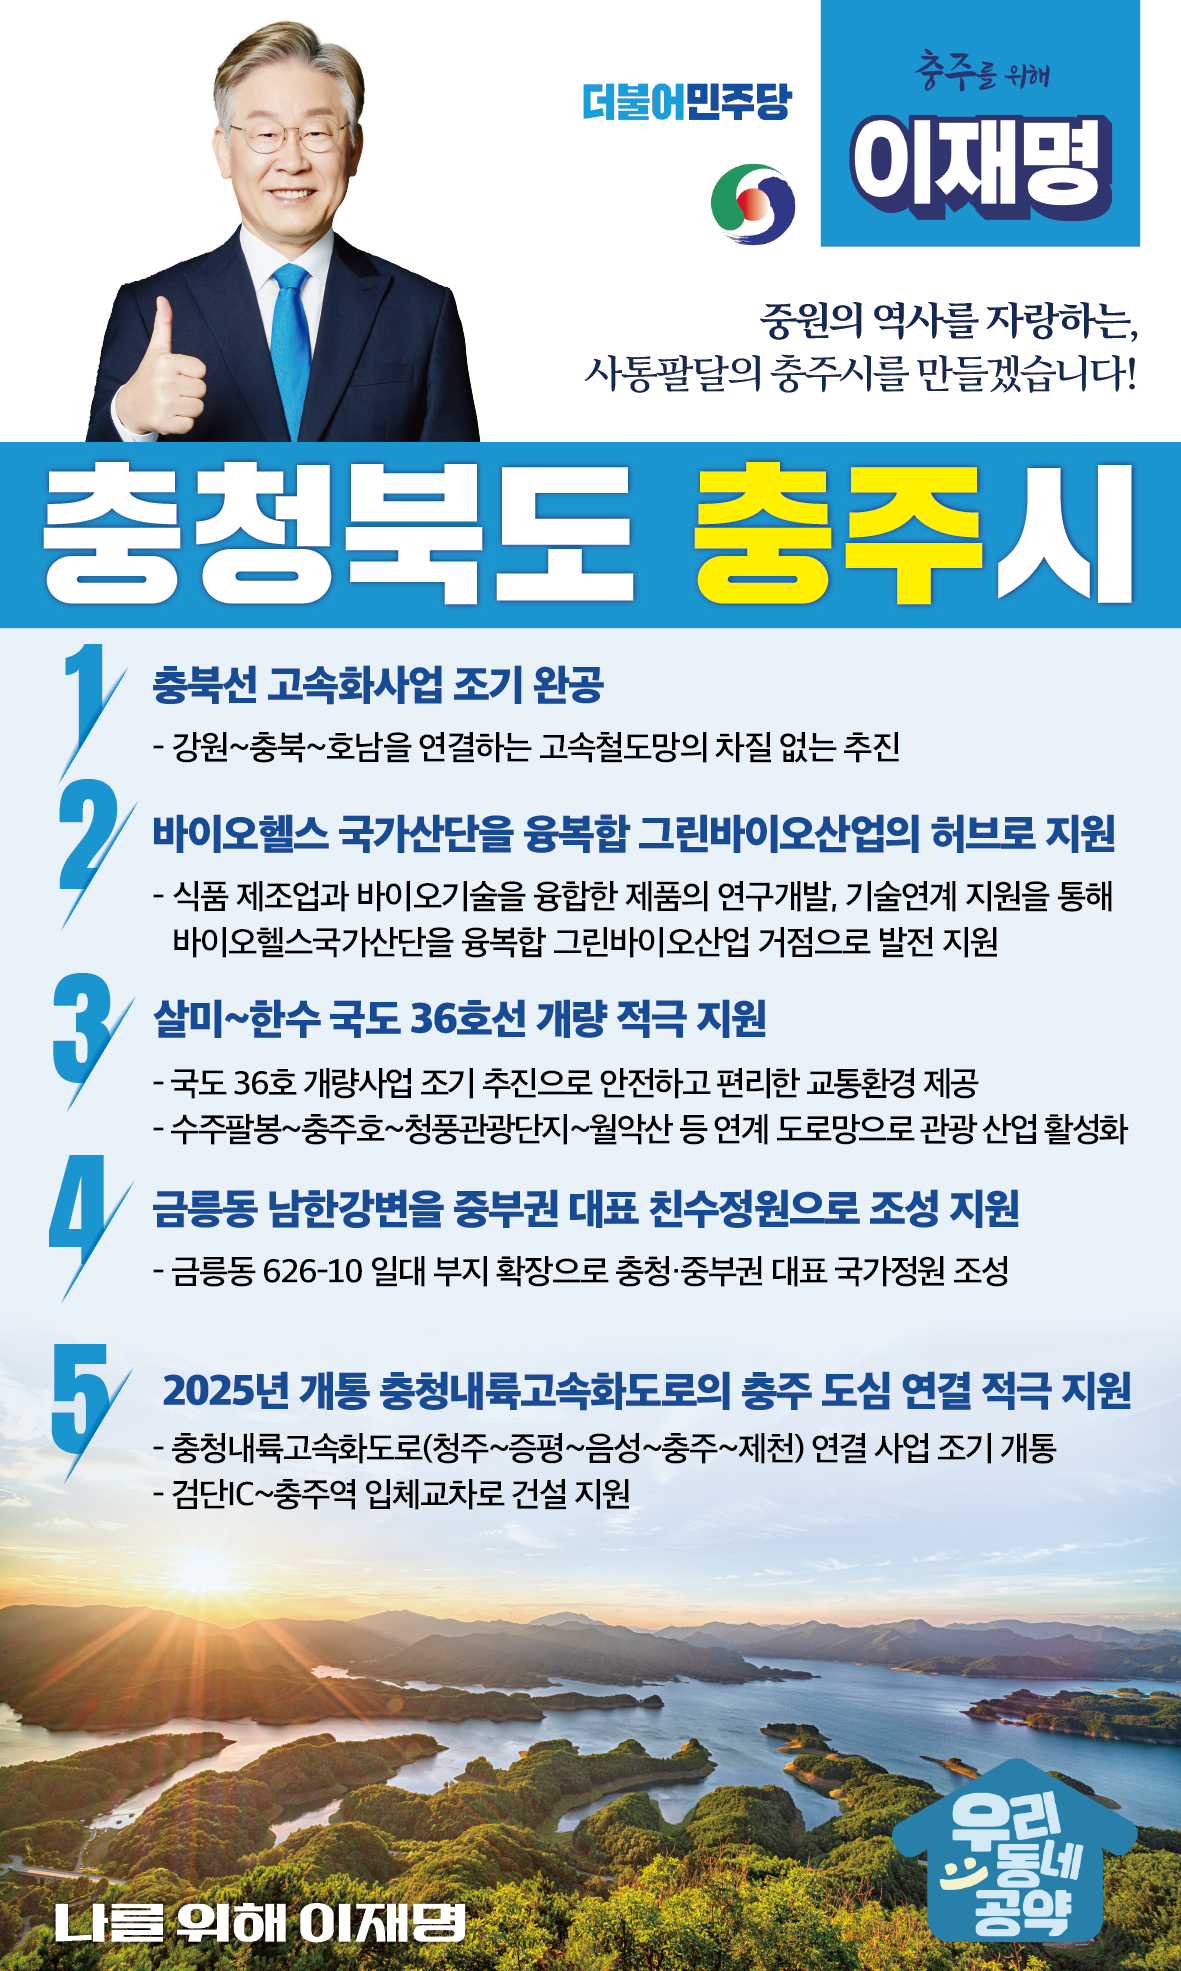 더불어민주당
충주를 위해
이재명
중원의 역사를 자랑하는,
사통팔달의 충주시를 만들겠습니다!
충청북도 충주시
1
충북선 고속화사업 조기 완공
- 강원~충북~호남을 연결하는 고속철도망의 차질 없는 추진
2
바이오헬스 국가산단을 융복합 그린바이오산업의 허브로 지원
- 식품 제조업과 바이오기술을 융합한 제품의 연구개발, 기술연계 지원을 통해
바이오헬스국가산단을 융복합 그린바이오산업 거점으로 발전 지원
3
살미~한수 국도 36호선 개량 적극 지원
- 국도 36호 개량사업 조기 추진으로 안전하고 편리한 교통환경 제공
- 수주팔봉~충주호~청풍관광단지~월악산 등 연계 도로망으로 관광 산업 활성화
4
금릉동 남한강변을 중부권 대표 친수정원으로 조성 지원
- 금릉동 626-10 일대 부지 확장으로 충청·중부권 대표 국가정원 조성
5
2025년 개통 충청내륙고속화도로의 충주 도심 연결 적극 지원
- 충청내륙고속화도로(청주~증평~음성~충주~제천) 연결 사업 조기 개통
- 검단IC~충주역 입체교차로 건설 지원
나를 위해 이재명
우리
동네
공약